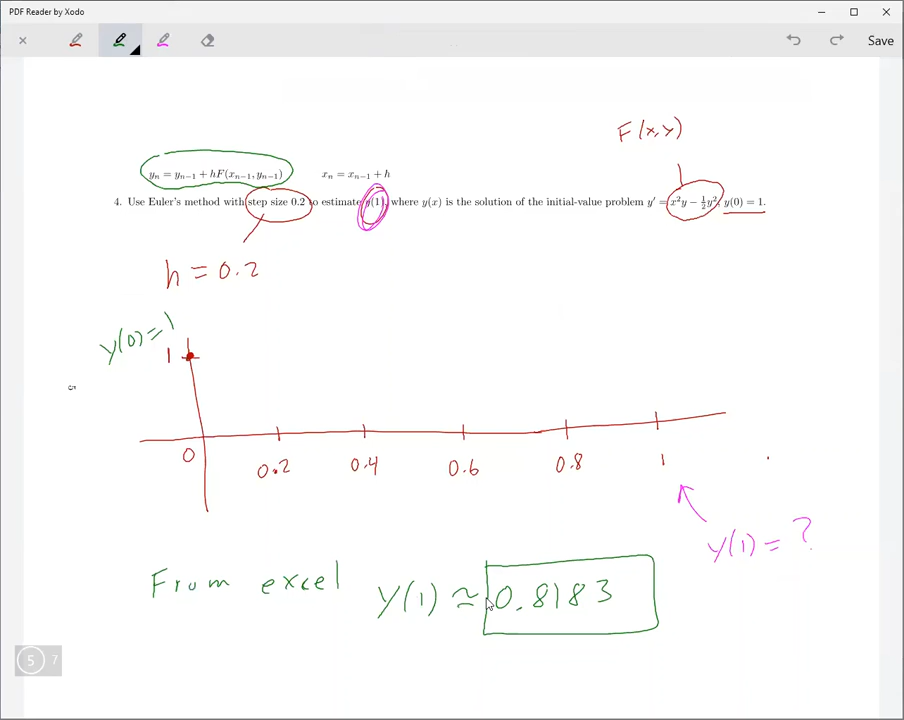 PDF Reader by Xodo
Save
F(x,y)
yₙ = yₙ₋₁ + hF(xₙ₋₁, yₙ₋₁) xₙ = xₙ₋₁ + h
4. Use Euler's method with step size 0.2 to estimate y(1), where y(x) is the solution of the initial-value problem y′ = x²y − ½y², y(0) = 1.
h = 0.2
y(0) = 1
1
5
0 0.2 0.4 0.6 0.8 1
y(1) = ?
From excel y(1) ≃ 0.8183
5 7